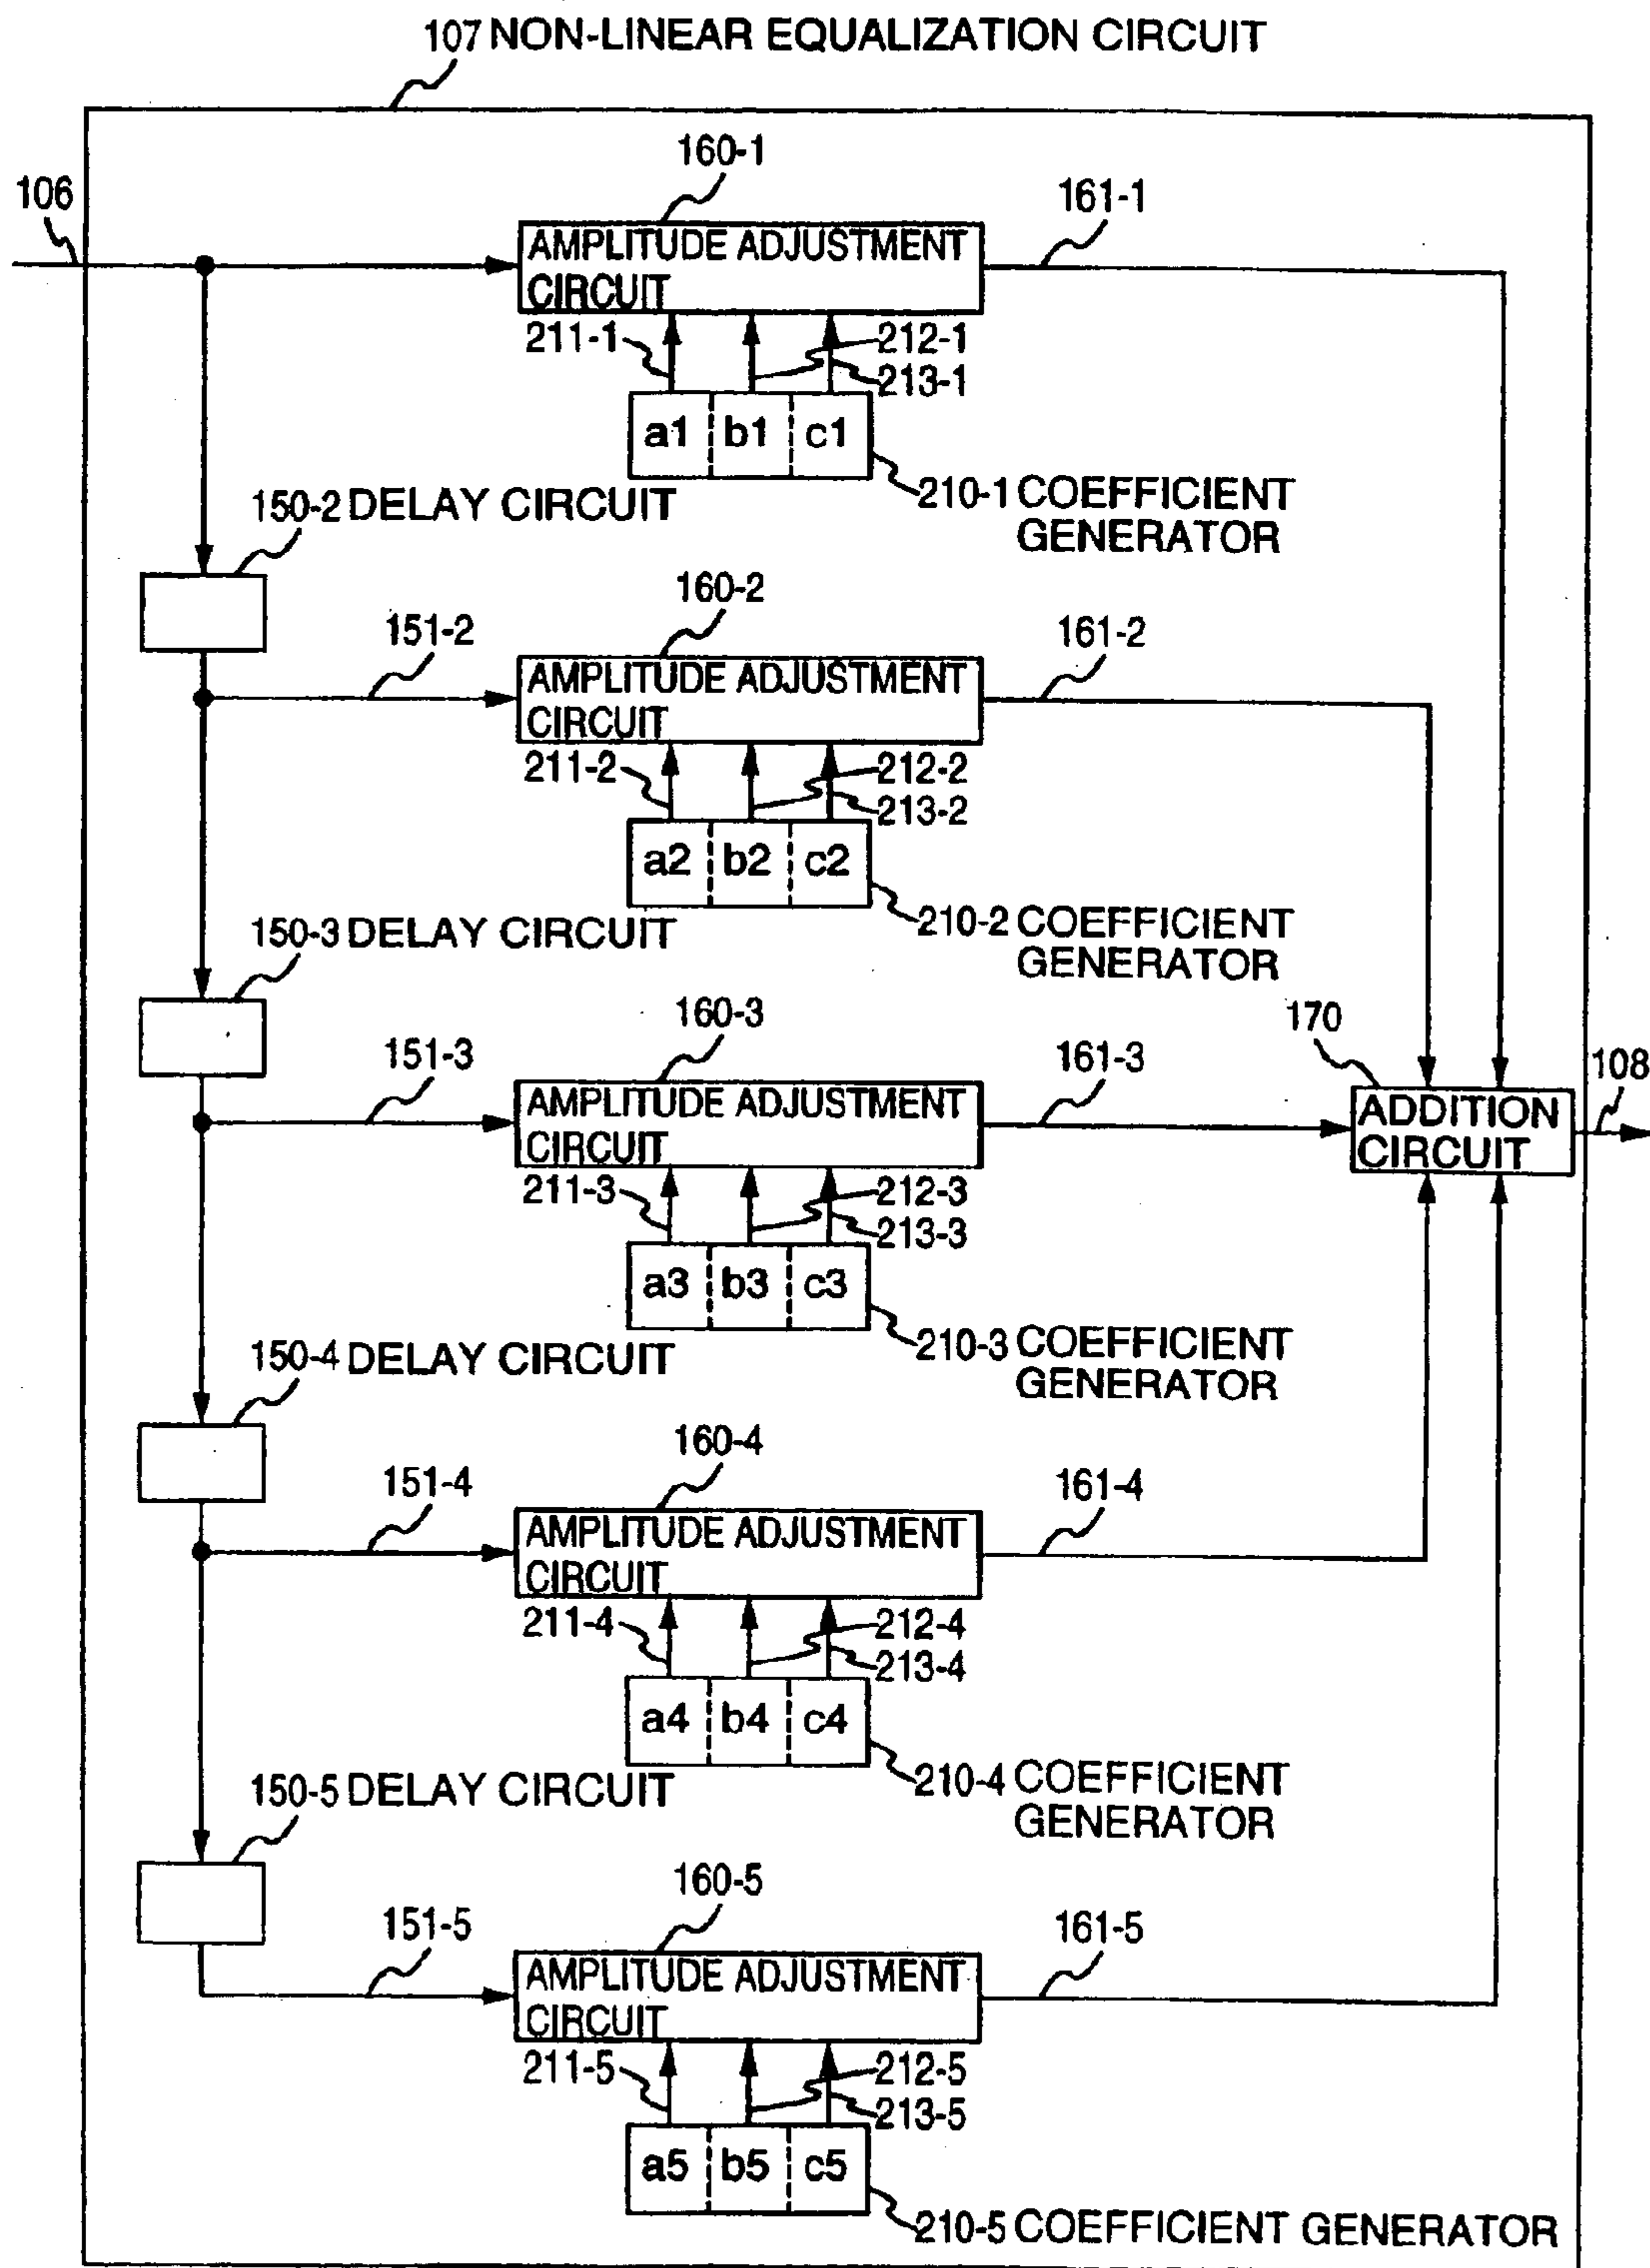 107 NON-LINEAR EQUALIZATION CIRCUIT
160-1
106
161-1
AMPLITUDE ADJUSTMENT
CIRCUIT
211-1
212-1
213-1
a1 b1 c1
150-2 DELAY CIRCUIT
210-1 COEFFICIENT
GENERATOR
160-2
151-2
161-2
AMPLITUDE ADJUSTMENT
CIRCUIT
211-2
212-2
213-2
a2 b2 c2
150-3 DELAY CIRCUIT
210-2 COEFFICIENT
GENERATOR
160-3
170
151-3
161-3
108
AMPLITUDE ADJUSTMENT
CIRCUIT
ADDITION
CIRCUIT
211-3
212-3
213-3
a3 b3 c3
150-4 DELAY CIRCUIT
210-3 COEFFICIENT
GENERATOR
160-4
151-4
161-4
AMPLITUDE ADJUSTMENT
CIRCUIT
211-4
212-4
213-4
a4 b4 c4
150-5 DELAY CIRCUIT
210-4 COEFFICIENT
GENERATOR
160-5
151-5
161-5
AMPLITUDE ADJUSTMENT
CIRCUIT
211-5
212-5
213-5
a5 b5 c5
210-5 COEFFICIENT GENERATOR